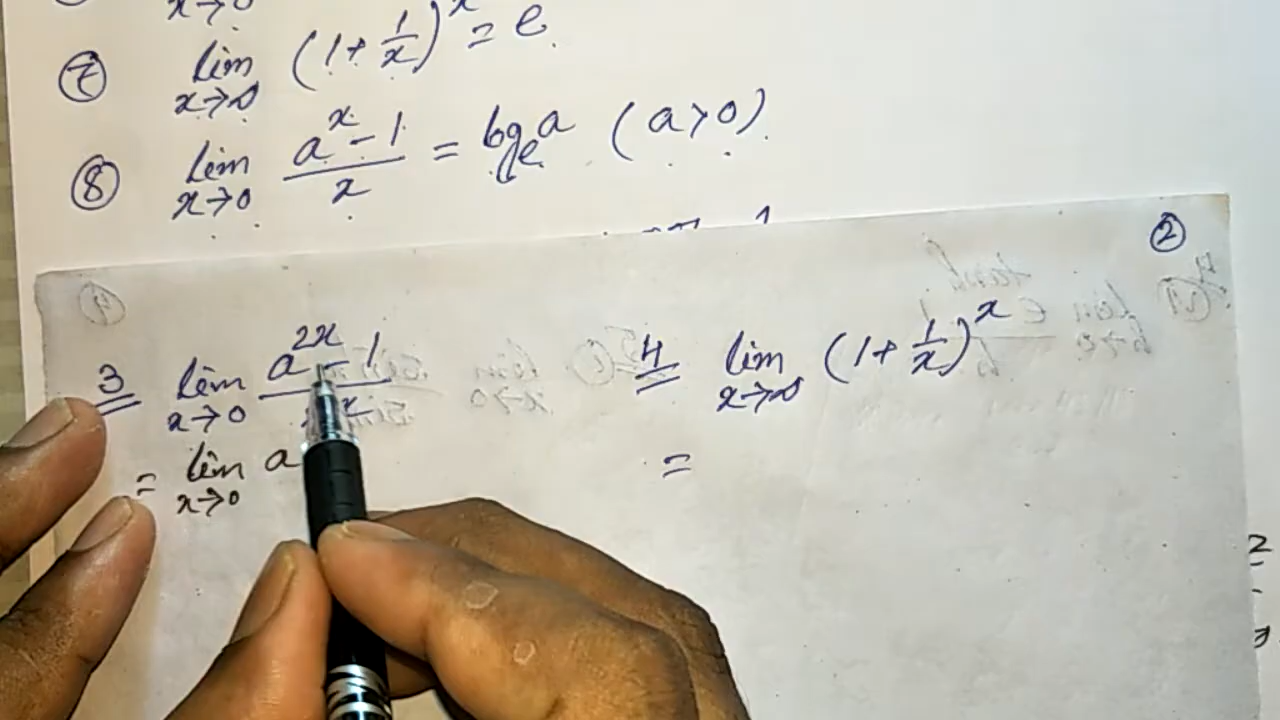 x→0
⑦ lim x→∞ (1+1/x)^x = e
⑧ lim x→0 (a^x - 1)/x = log_e a (a>0)
②
3 lim x→0 a^2x - 1
= lim x→0 a
4 lim x→∞ (1+1/x)^x
=